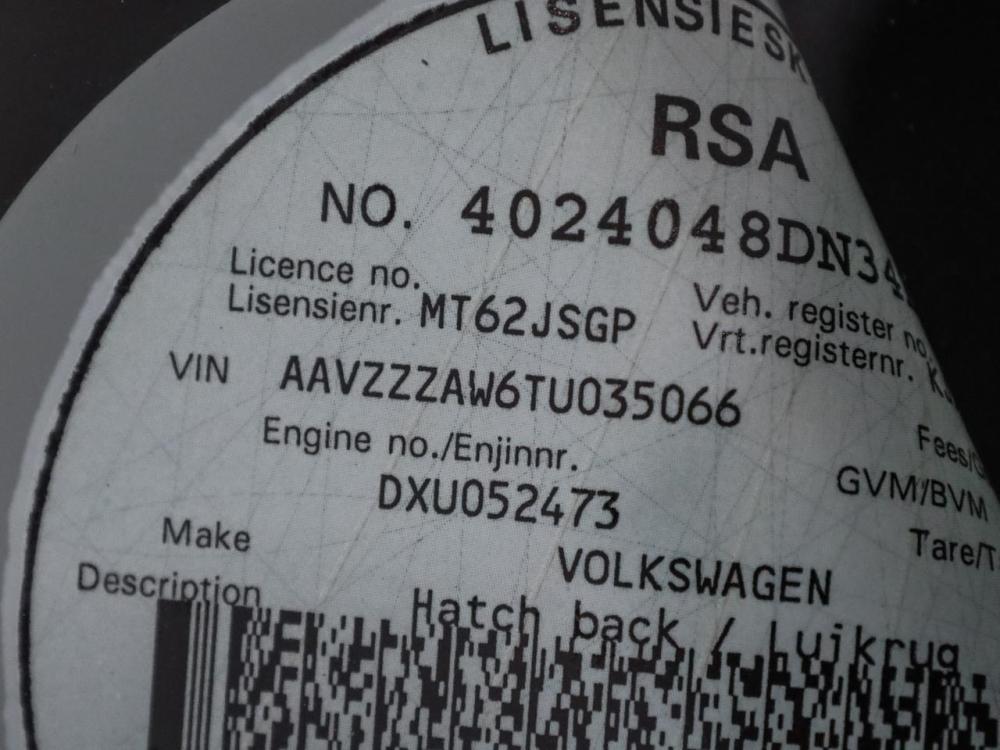 LISENSIESK
RSA
NO. 4024048DN34
Licence no.
Lisensienr. MT62JSGP
Veh. register no.
Vrt.registernr.
VIN AAVZZZAW6TU035066
Engine no./Enjinnr.
DXU052473
Fees/
GVM/BVM
Tare/T
Make VOLKSWAGEN
Description Hatch back / Luikrug